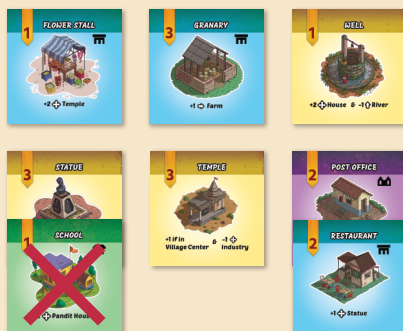 1
FLOWER STALL
+2 Temple
3
GRANARY
+1 Farm
1
WELL
+2 House & -1 River
3
STATUE
3
TEMPLE
+1 if in
Village Center & -1
Industry
2
POST OFFICE
1
SCHOOL
Pandit House
2
RESTAURANT
+1 Statue